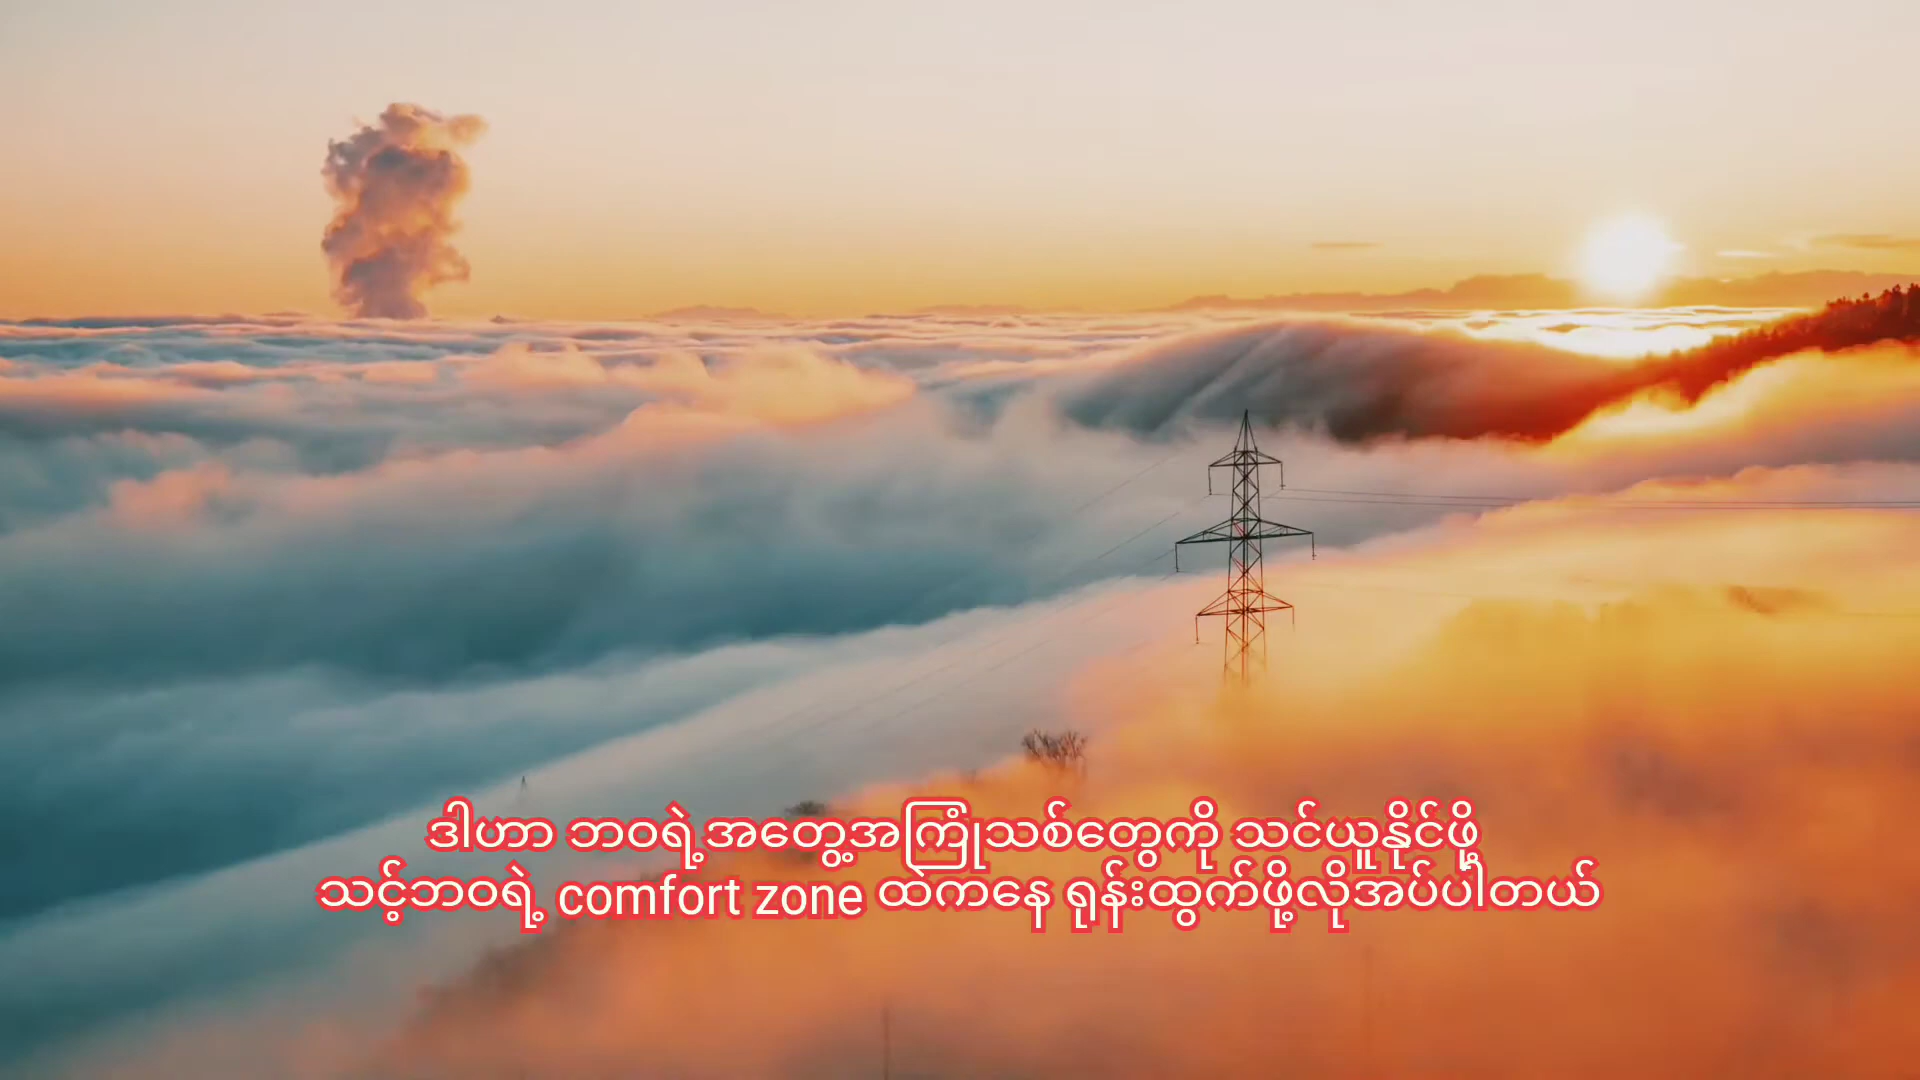 ဒါဟာ ဘဝရဲ့အတွေ့အကြုံသစ်တွေကို သင်ယူနိုင်ဖို့
သင့်ဘဝရဲ့ comfort zone ထဲကနေ ရုန်းထွက်ဖို့လိုအပ်ပါတယ်